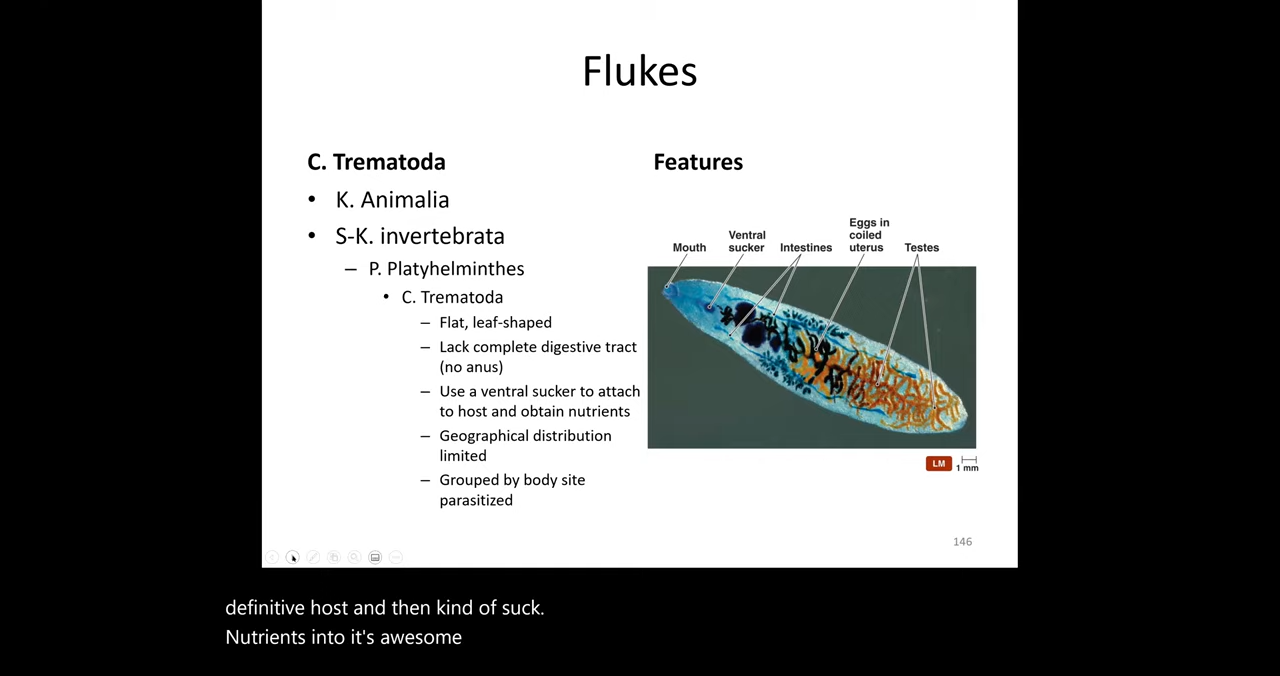 Flukes
C. Trematoda
• K. Animalia
• S-K. invertebrata
– P. Platyhelminthes
• C. Trematoda
– Flat, leaf-shaped
– Lack complete digestive tract
(no anus)
– Use a ventral sucker to attach
to host and obtain nutrients
– Geographical distribution
limited
– Grouped by body site
parasitized
Features
Mouth
Ventral
sucker
Intestines
Eggs in
coiled
uterus
Testes
LM
1 mm
146
definitive host and then kind of suck.
Nutrients into it's awesome